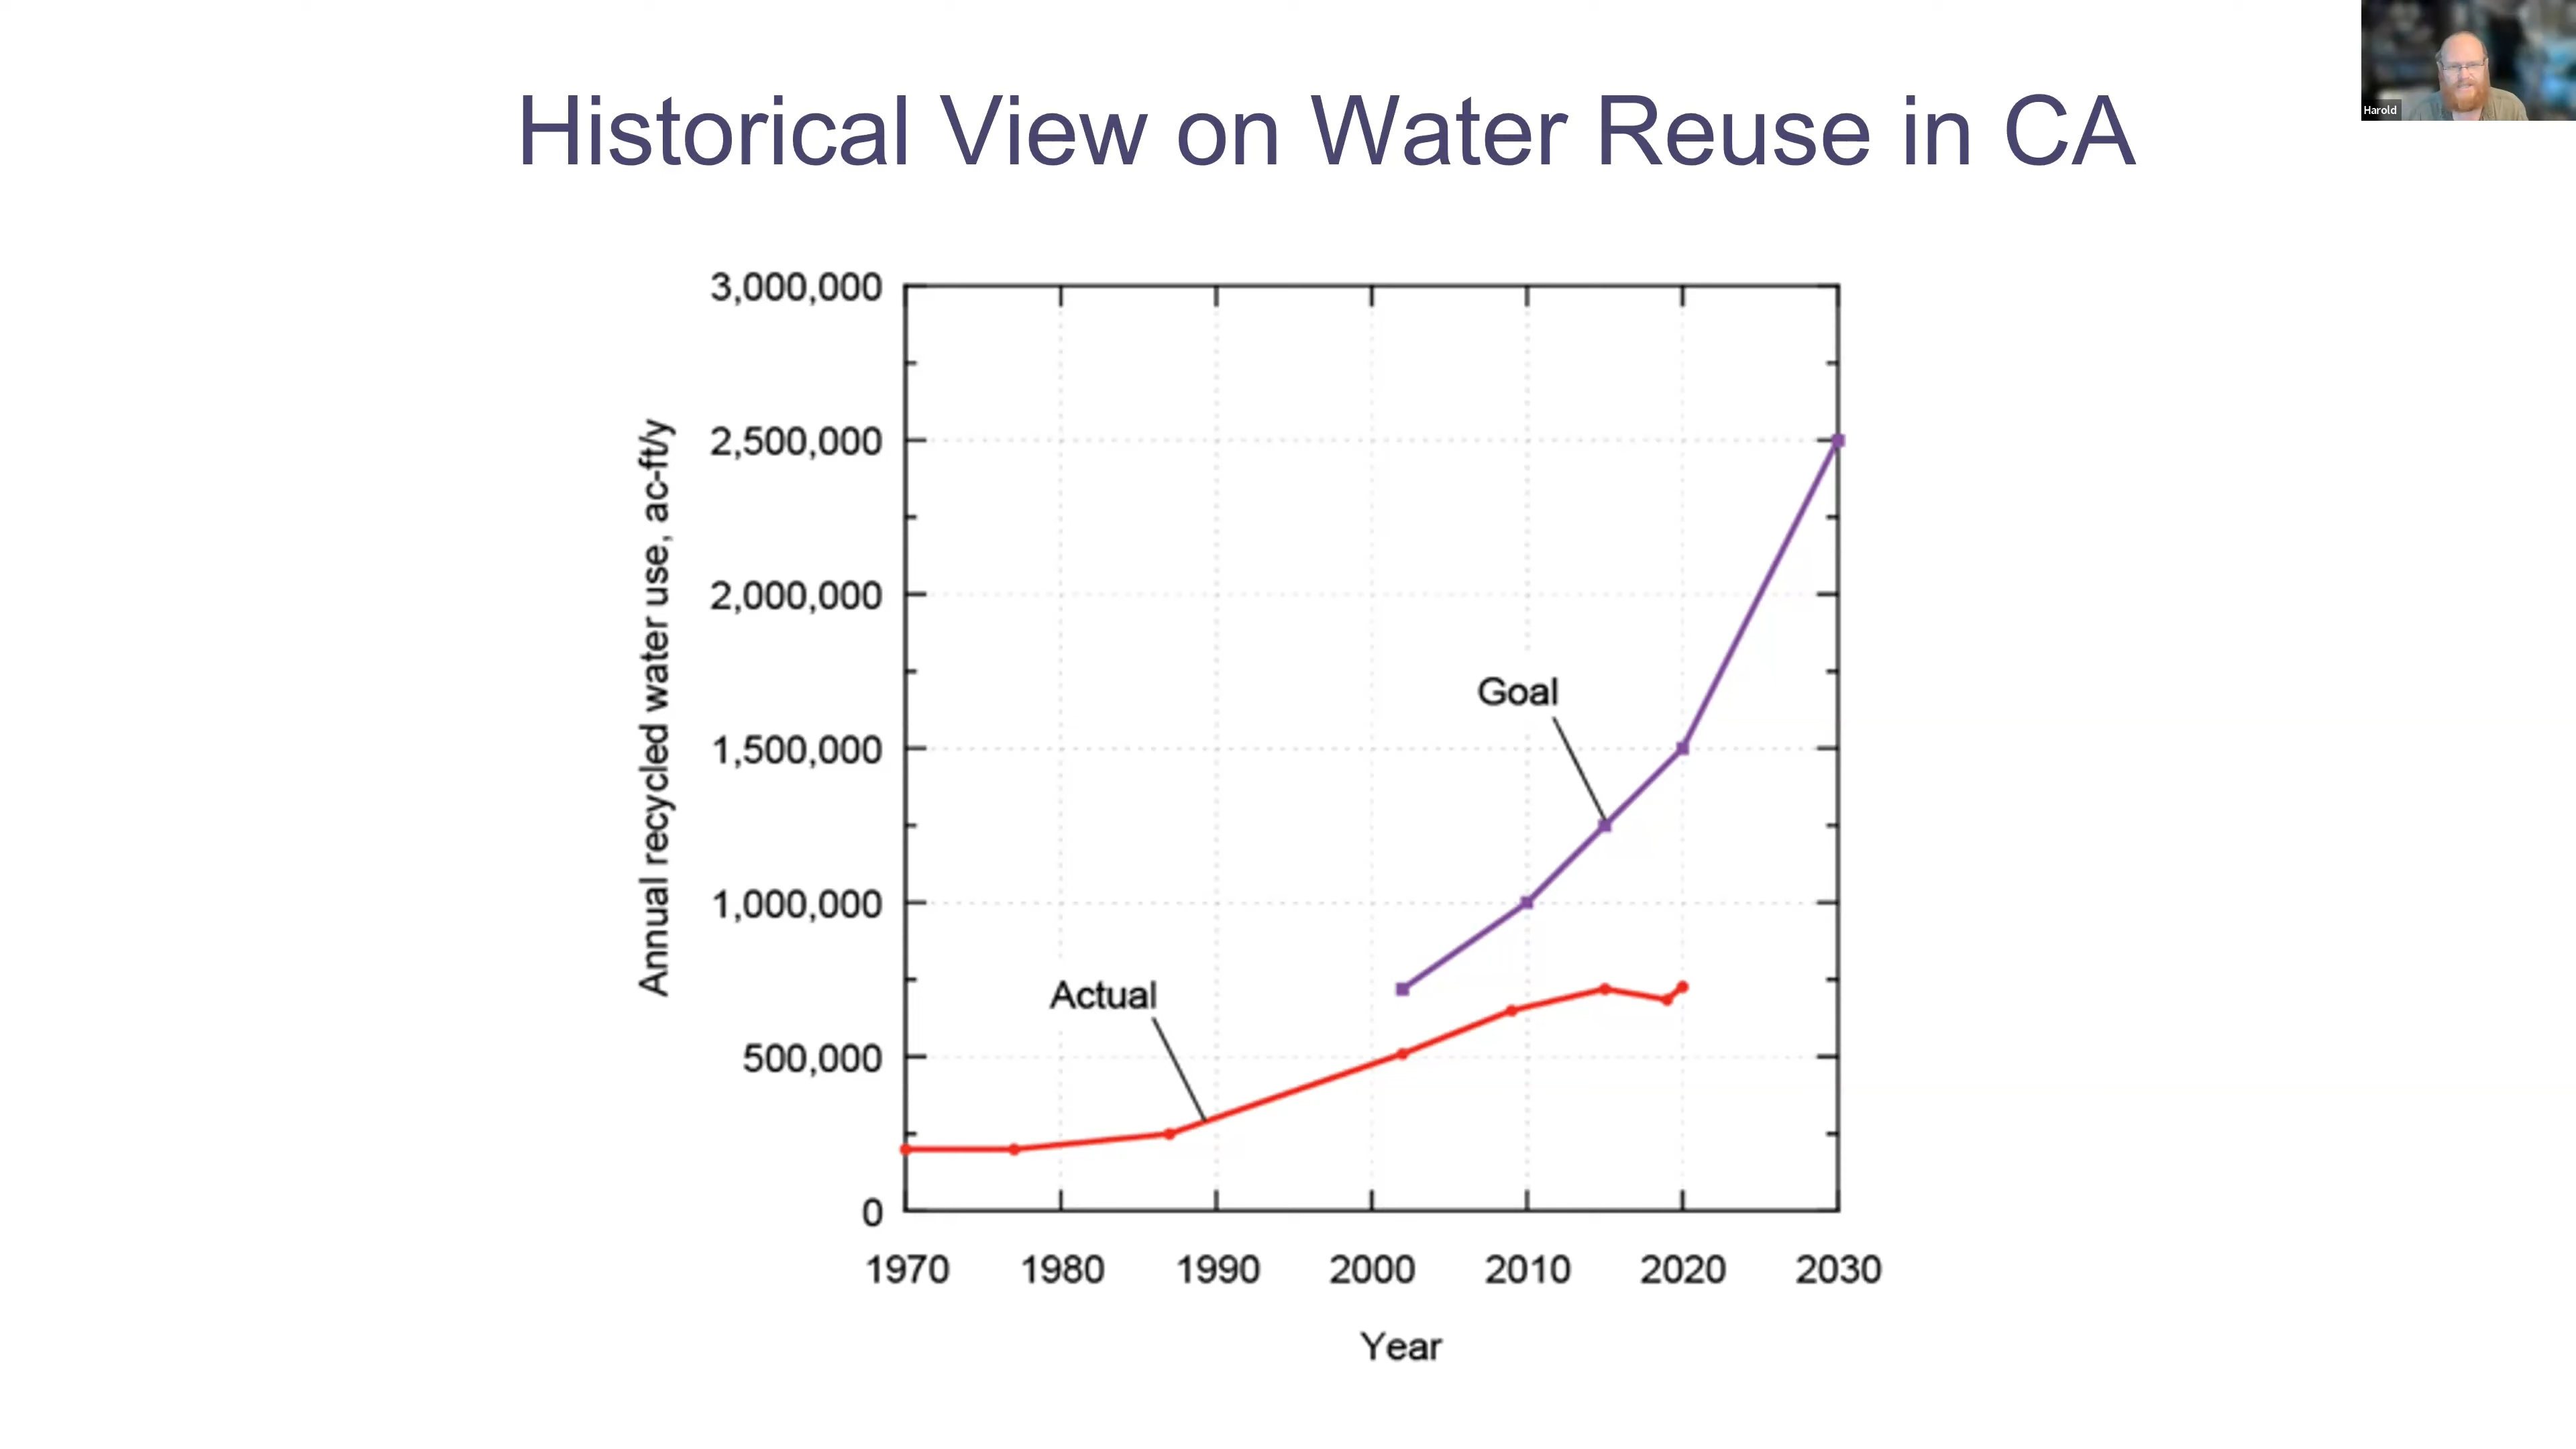 Harold
Historical View on Water Reuse in CA
Annual recycled water use, ac-ft/y
3,000,000
2,500,000
2,000,000
1,500,000
1,000,000
500,000
0
Goal
Actual
1970 1980 1990 2000 2010 2020 2030
Year